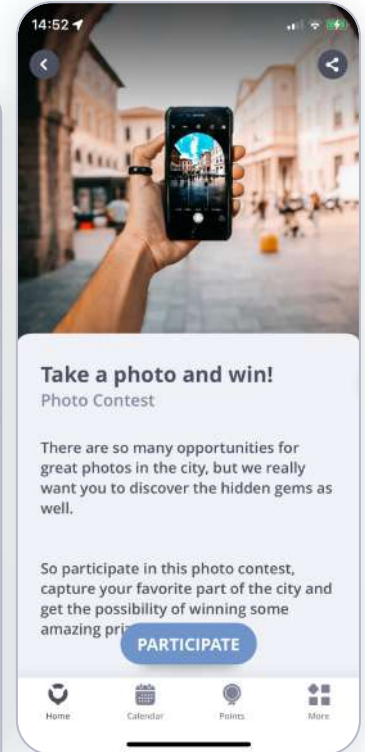 14:52
Take a photo and win!
Photo Contest
There are so many opportunities for
great photos in the city, but we really
want you to discover the hidden gems as
well.
So participate in this photo contest,
capture your favorite part of the city and
get the possibility of winning some
amazing
PARTICIPATE
Home Calendar Points More